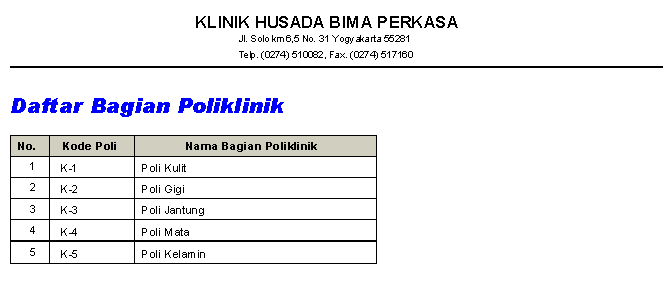 KLINIK HUSADA BIMA PERKASA
Jl. Solo km 6,5 No. 31 Yogyakarta 55281
Telp. (0274) 510082, Fax. (0274) 517160
Daftar Bagian Poliklinik
No. Kode Poli Nama Bagian Poliklinik
1 K-1 Poli Kulit
2 K-2 Poli Gigi
3 K-3 Poli Jantung
4 K-4 Poli Mata
5 K-5 Poli Kelamin